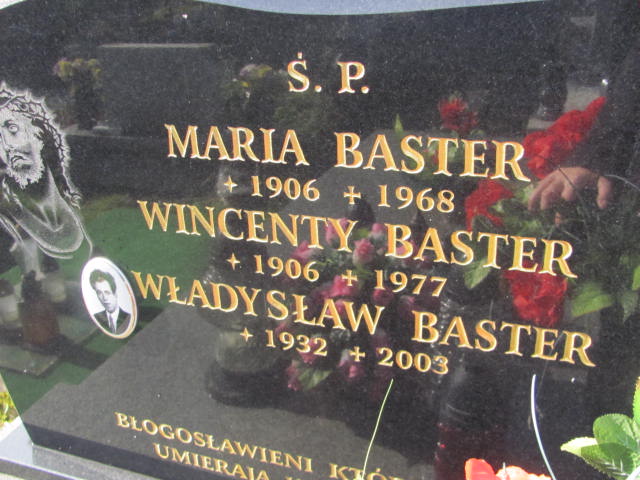 Ś. P.
MARIA BASTER
✦ 1906 ✝ 1968
WINCENTY BASTER
✦ 1906 ✝ 1977
WŁADYSŁAW BASTER
✦ 1932 ✝ 2003
BŁOGOSŁAWIENI
UMIERAJĄ